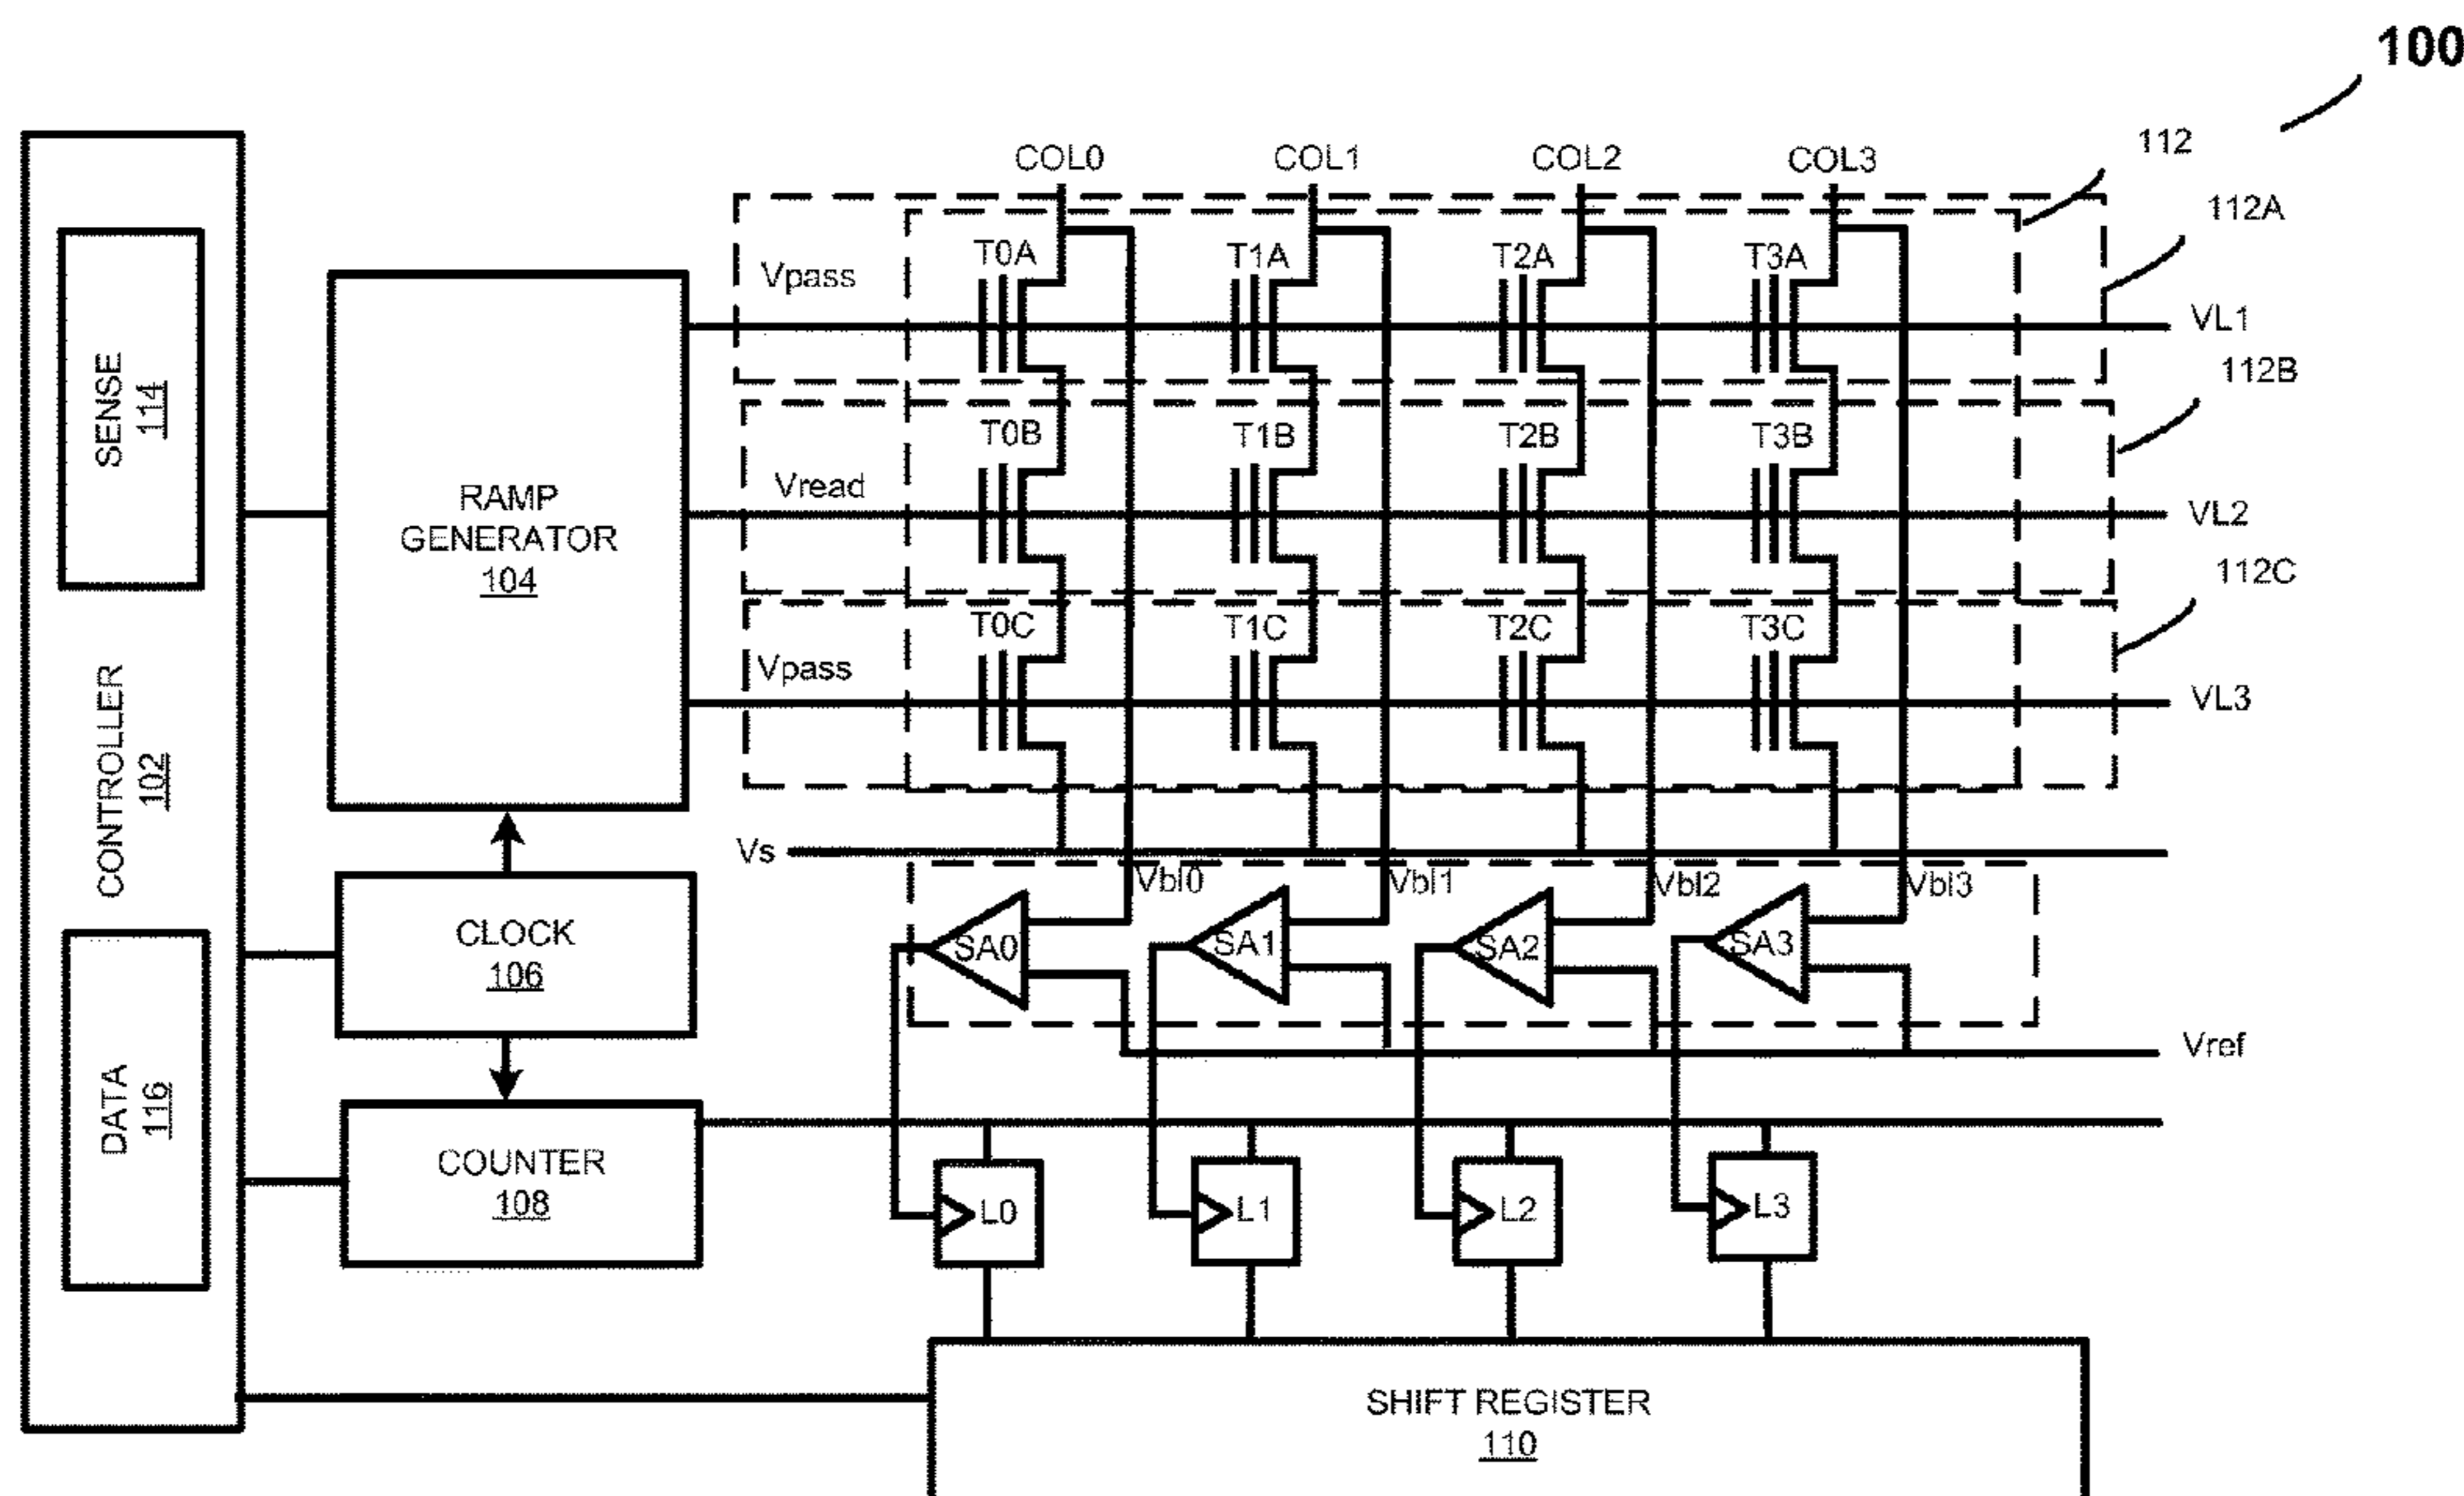 100
COL0 COL1 COL2 COL3 112
112A
T0A T1A T2A T3A
Vpass
VL1
112B
T0B T1B T2B T3B
Vread
VL2
112C
T0C T1C T2C T3C
Vpass
VL3
SENSE
114
CONTROLLER
102
DATA
116
RAMP
GENERATOR
104
CLOCK
106
COUNTER
108
Vs
Vbl0 Vbl1 Vbl2 Vbl3
SA0 SA1 SA2 SA3
Vref
L0 L1 L2 L3
SHIFT REGISTER
110